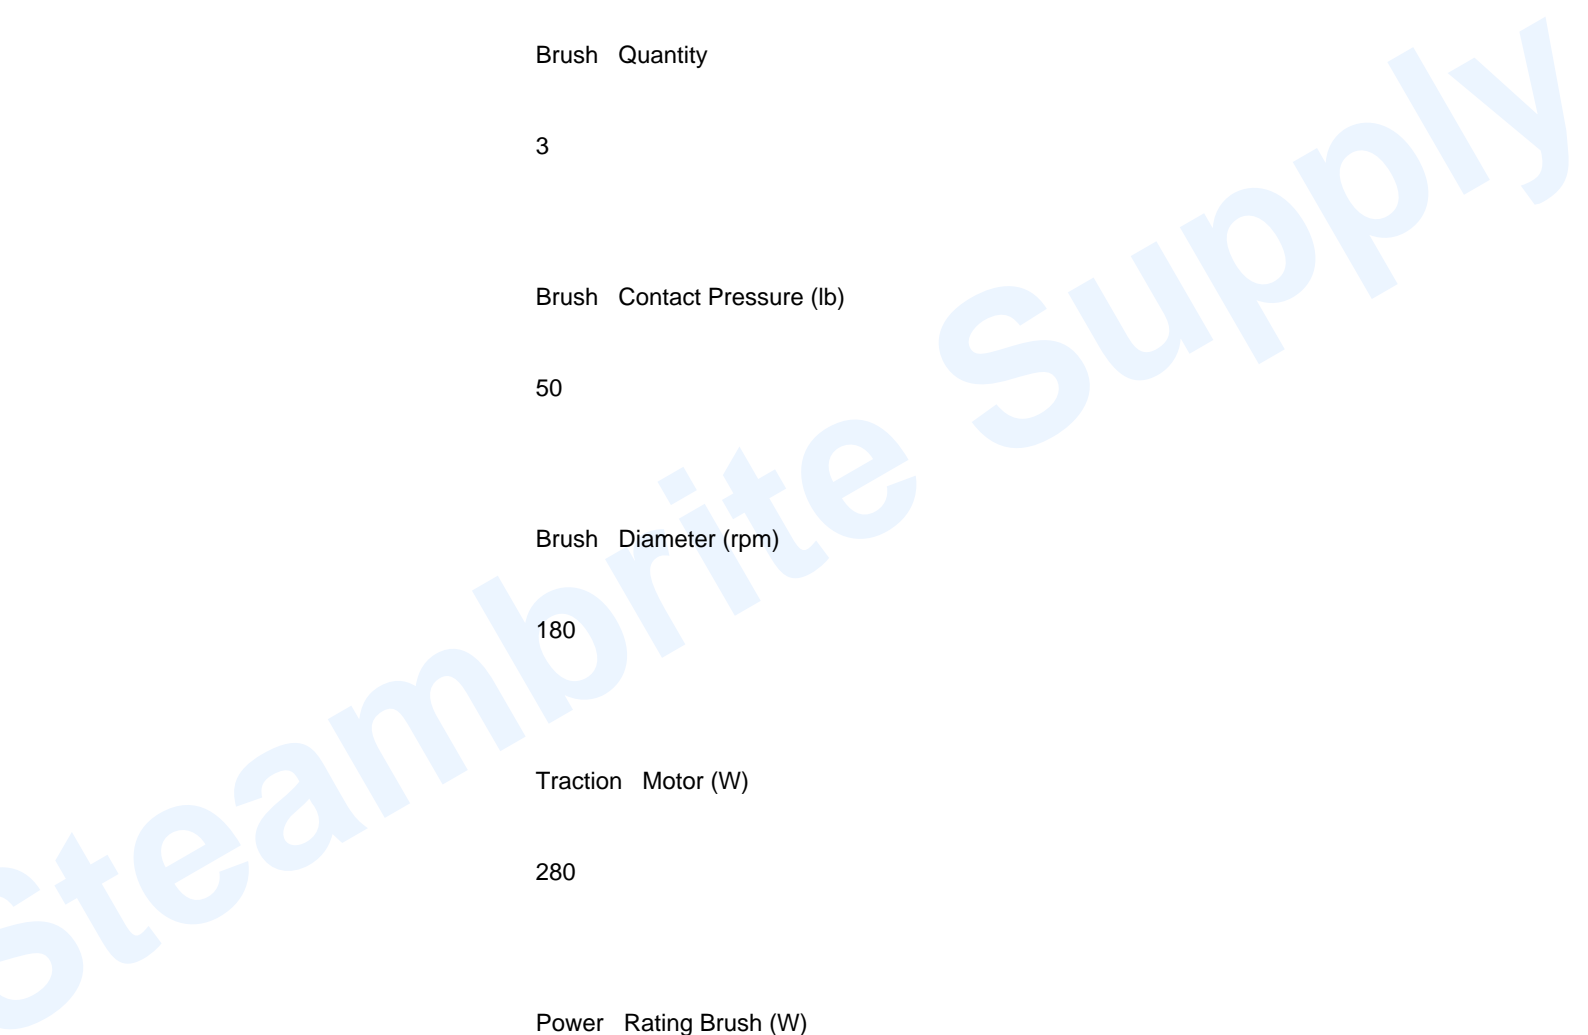 Brush Quantity
3
Brush Contact Pressure (lb)
50
Brush Diameter (rpm)
180
Traction Motor (W)
280
Power Rating Brush (W)
Steambrite Supply